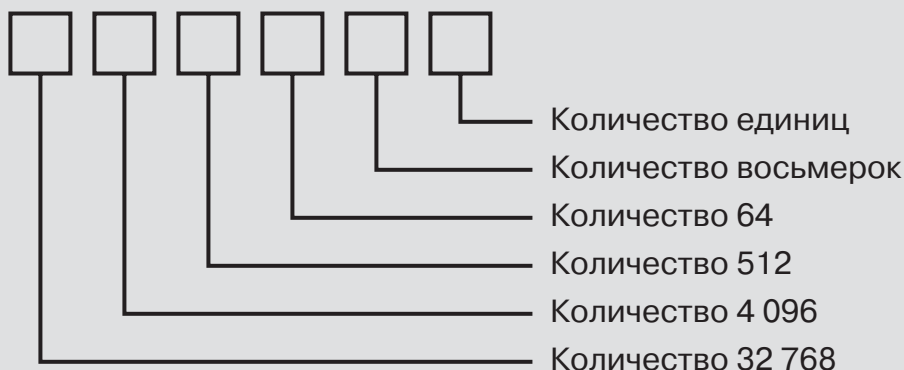 Количество единиц
Количество восьмерок
Количество 64
Количество 512
Количество 4 096
Количество 32 768